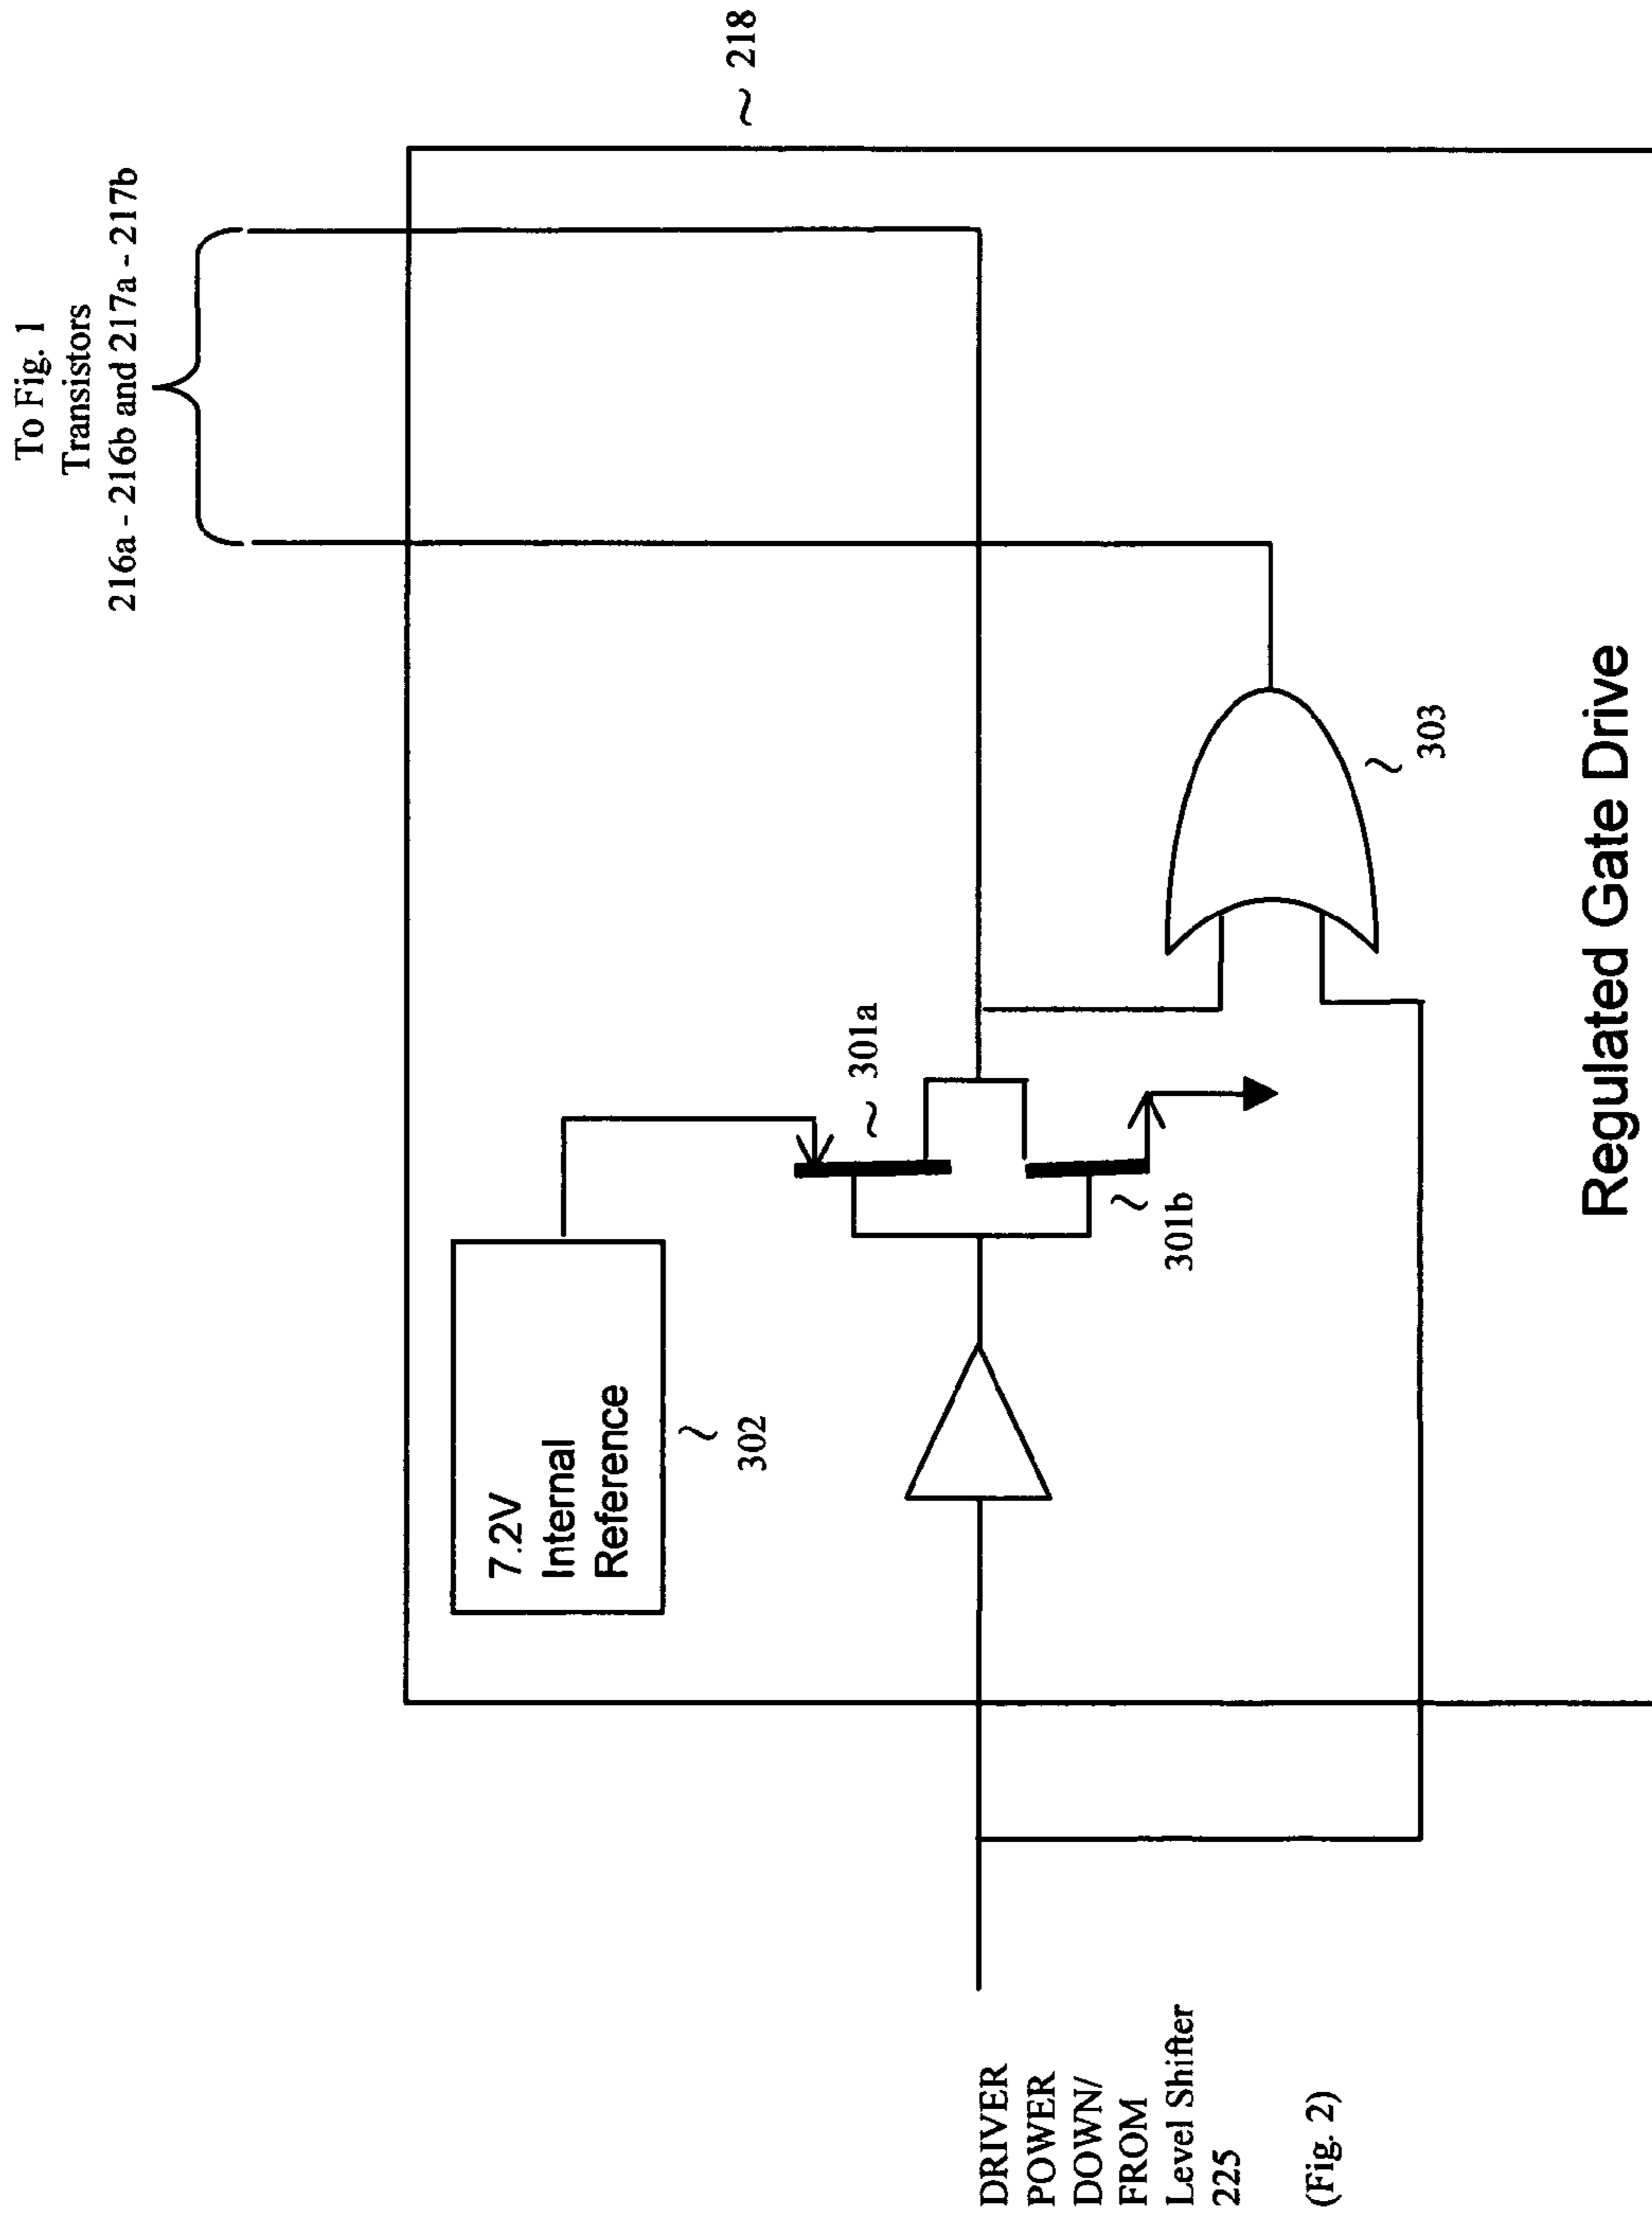 To Fig. 1
Transistors
216a - 216b and 217a - 217b
~ 218
7.2V
Internal
Reference
~
302
~ 301a
~
301b
~
303
DRIVER
POWER
DOWN/
FROM
Level Shifter
225
(Fig. 2)
Regulated Gate Drive